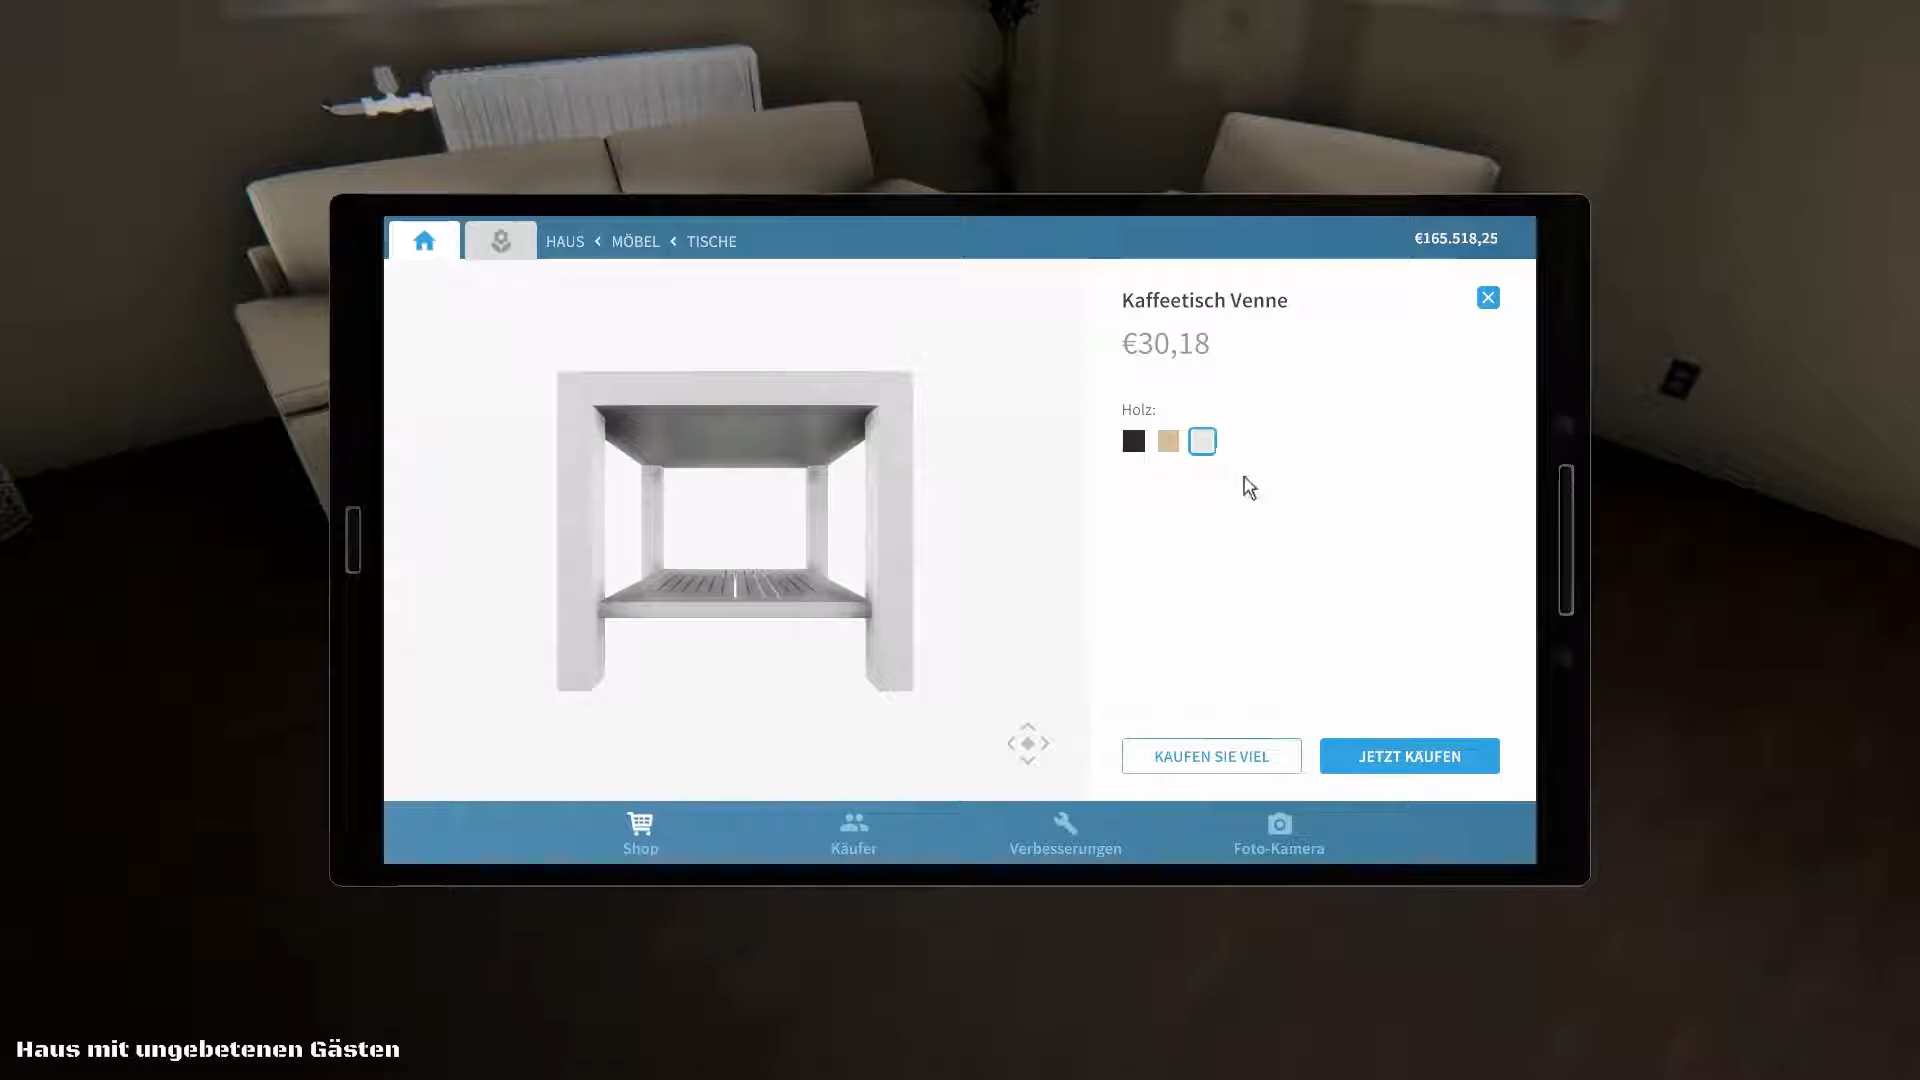 HAUS < MÖBEL < TISCHE
€165.518,25
Kaffeetisch Venne
€30,18
Holz:
KAUFEN SIE VIEL
JETZT KAUFEN
Shop
Käufer
Verbesserungen
Foto-Kamera
Haus mit ungebetenen Gästen